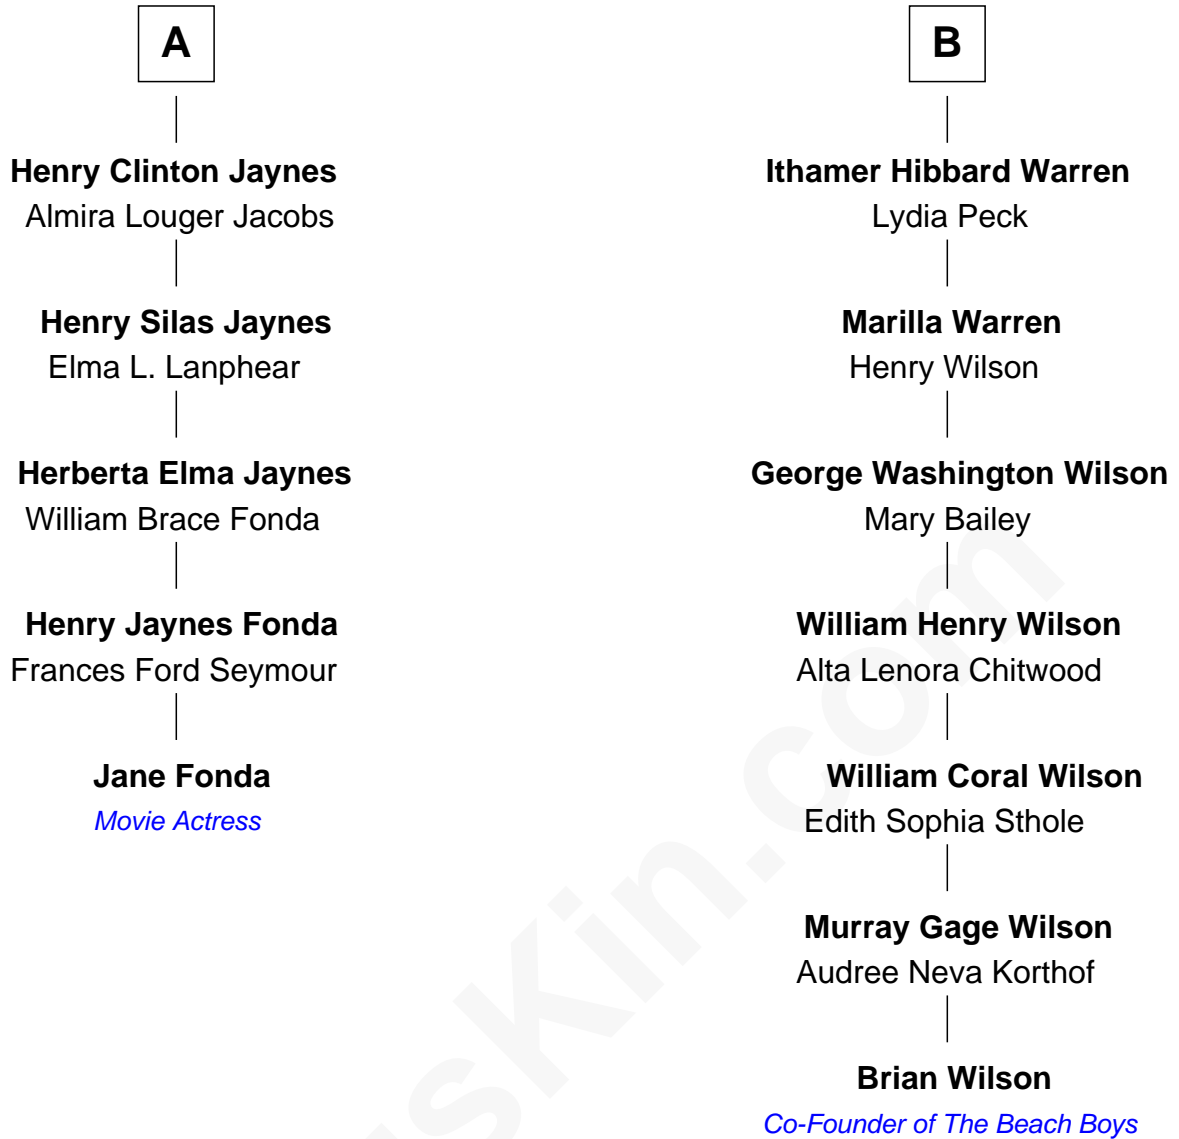 A
Henry Clinton Jaynes
Almira Louger Jacobs
Henry Silas Jaynes
Elma L. Lanphear
Herberta Elma Jaynes
William Brace Fonda
Henry Jaynes Fonda
Frances Ford Seymour
Jane Fonda
Movie Actress
B
Ithamer Hibbard Warren
Lydia Peck
Marilla Warren
Henry Wilson
George Washington Wilson
Mary Bailey
William Henry Wilson
Alta Lenora Chitwood
William Coral Wilson
Edith Sophia Sthole
Murray Gage Wilson
Audree Neva Korthof
Brian Wilson
Co-Founder of The Beach Boys